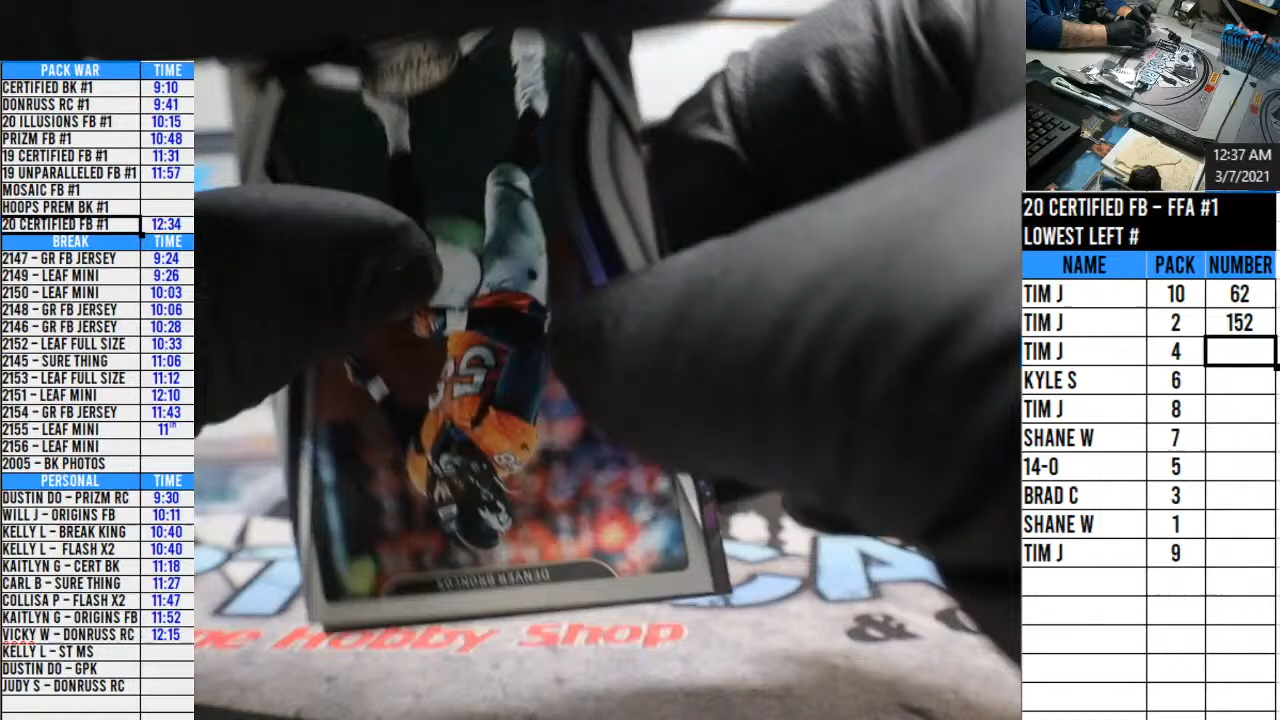 PACK WAR TIME
CERTIFIED BK #1 9:10
DONRUSS RC #1 9:41
20 ILLUSIONS FB #1 10:15
PRIZM FB #1 10:48
19 CERTIFIED FB #1 11:31
19 UNPARALLELED FB #1 11:57
MOSAIC FB #1
HOOPS PREM BK #1
20 CERTIFIED FB #1 12:34
BREAK TIME
2147 - GR FB JERSEY 9:24
2149 - LEAF MINI 9:26
2150 - LEAF MINI 10:03
2148 - GR FB JERSEY 10:06
2146 - GR FB JERSEY 10:28
2152 - LEAF FULL SIZE 10:33
2145 - SURE THING 11:06
2153 - LEAF FULL SIZE 11:12
2151 - LEAF MINI 12:10
2154 - GR FB JERSEY 11:43
2155 - LEAF MINI 11TH
2156 - LEAF MINI
2005 - BK PHOTOS
PERSONAL TIME
DUSTIN DO - PRIZM RC 9:30
WILL J - ORIGINS FB 10:11
KELLY L - BREAK KING 10:40
KELLY L - FLASH X2 10:40
KAITLYN G - CERT BK 11:18
CARL B - SURE THING 11:27
COLLISA P - FLASH X2 11:47
KAITLYN G - ORIGINS FB 11:52
VICKY W - DONRUSS RC 12:15
KELLY L - ST MS
DUSTIN DO - GPK
JUDY S - DONRUSS RC
58
DENVER BRONCOS
Hobby Shop
12:37 AM
3/7/2021
20 CERTIFIED FB - FFA #1
LOWEST LEFT #
NAME PACK NUMBER
TIM J 10 62
TIM J 2 152
TIM J 4
KYLE S 6
TIM J 8
SHANE W 7
14-0 5
BRAD C 3
SHANE W 1
TIM J 9